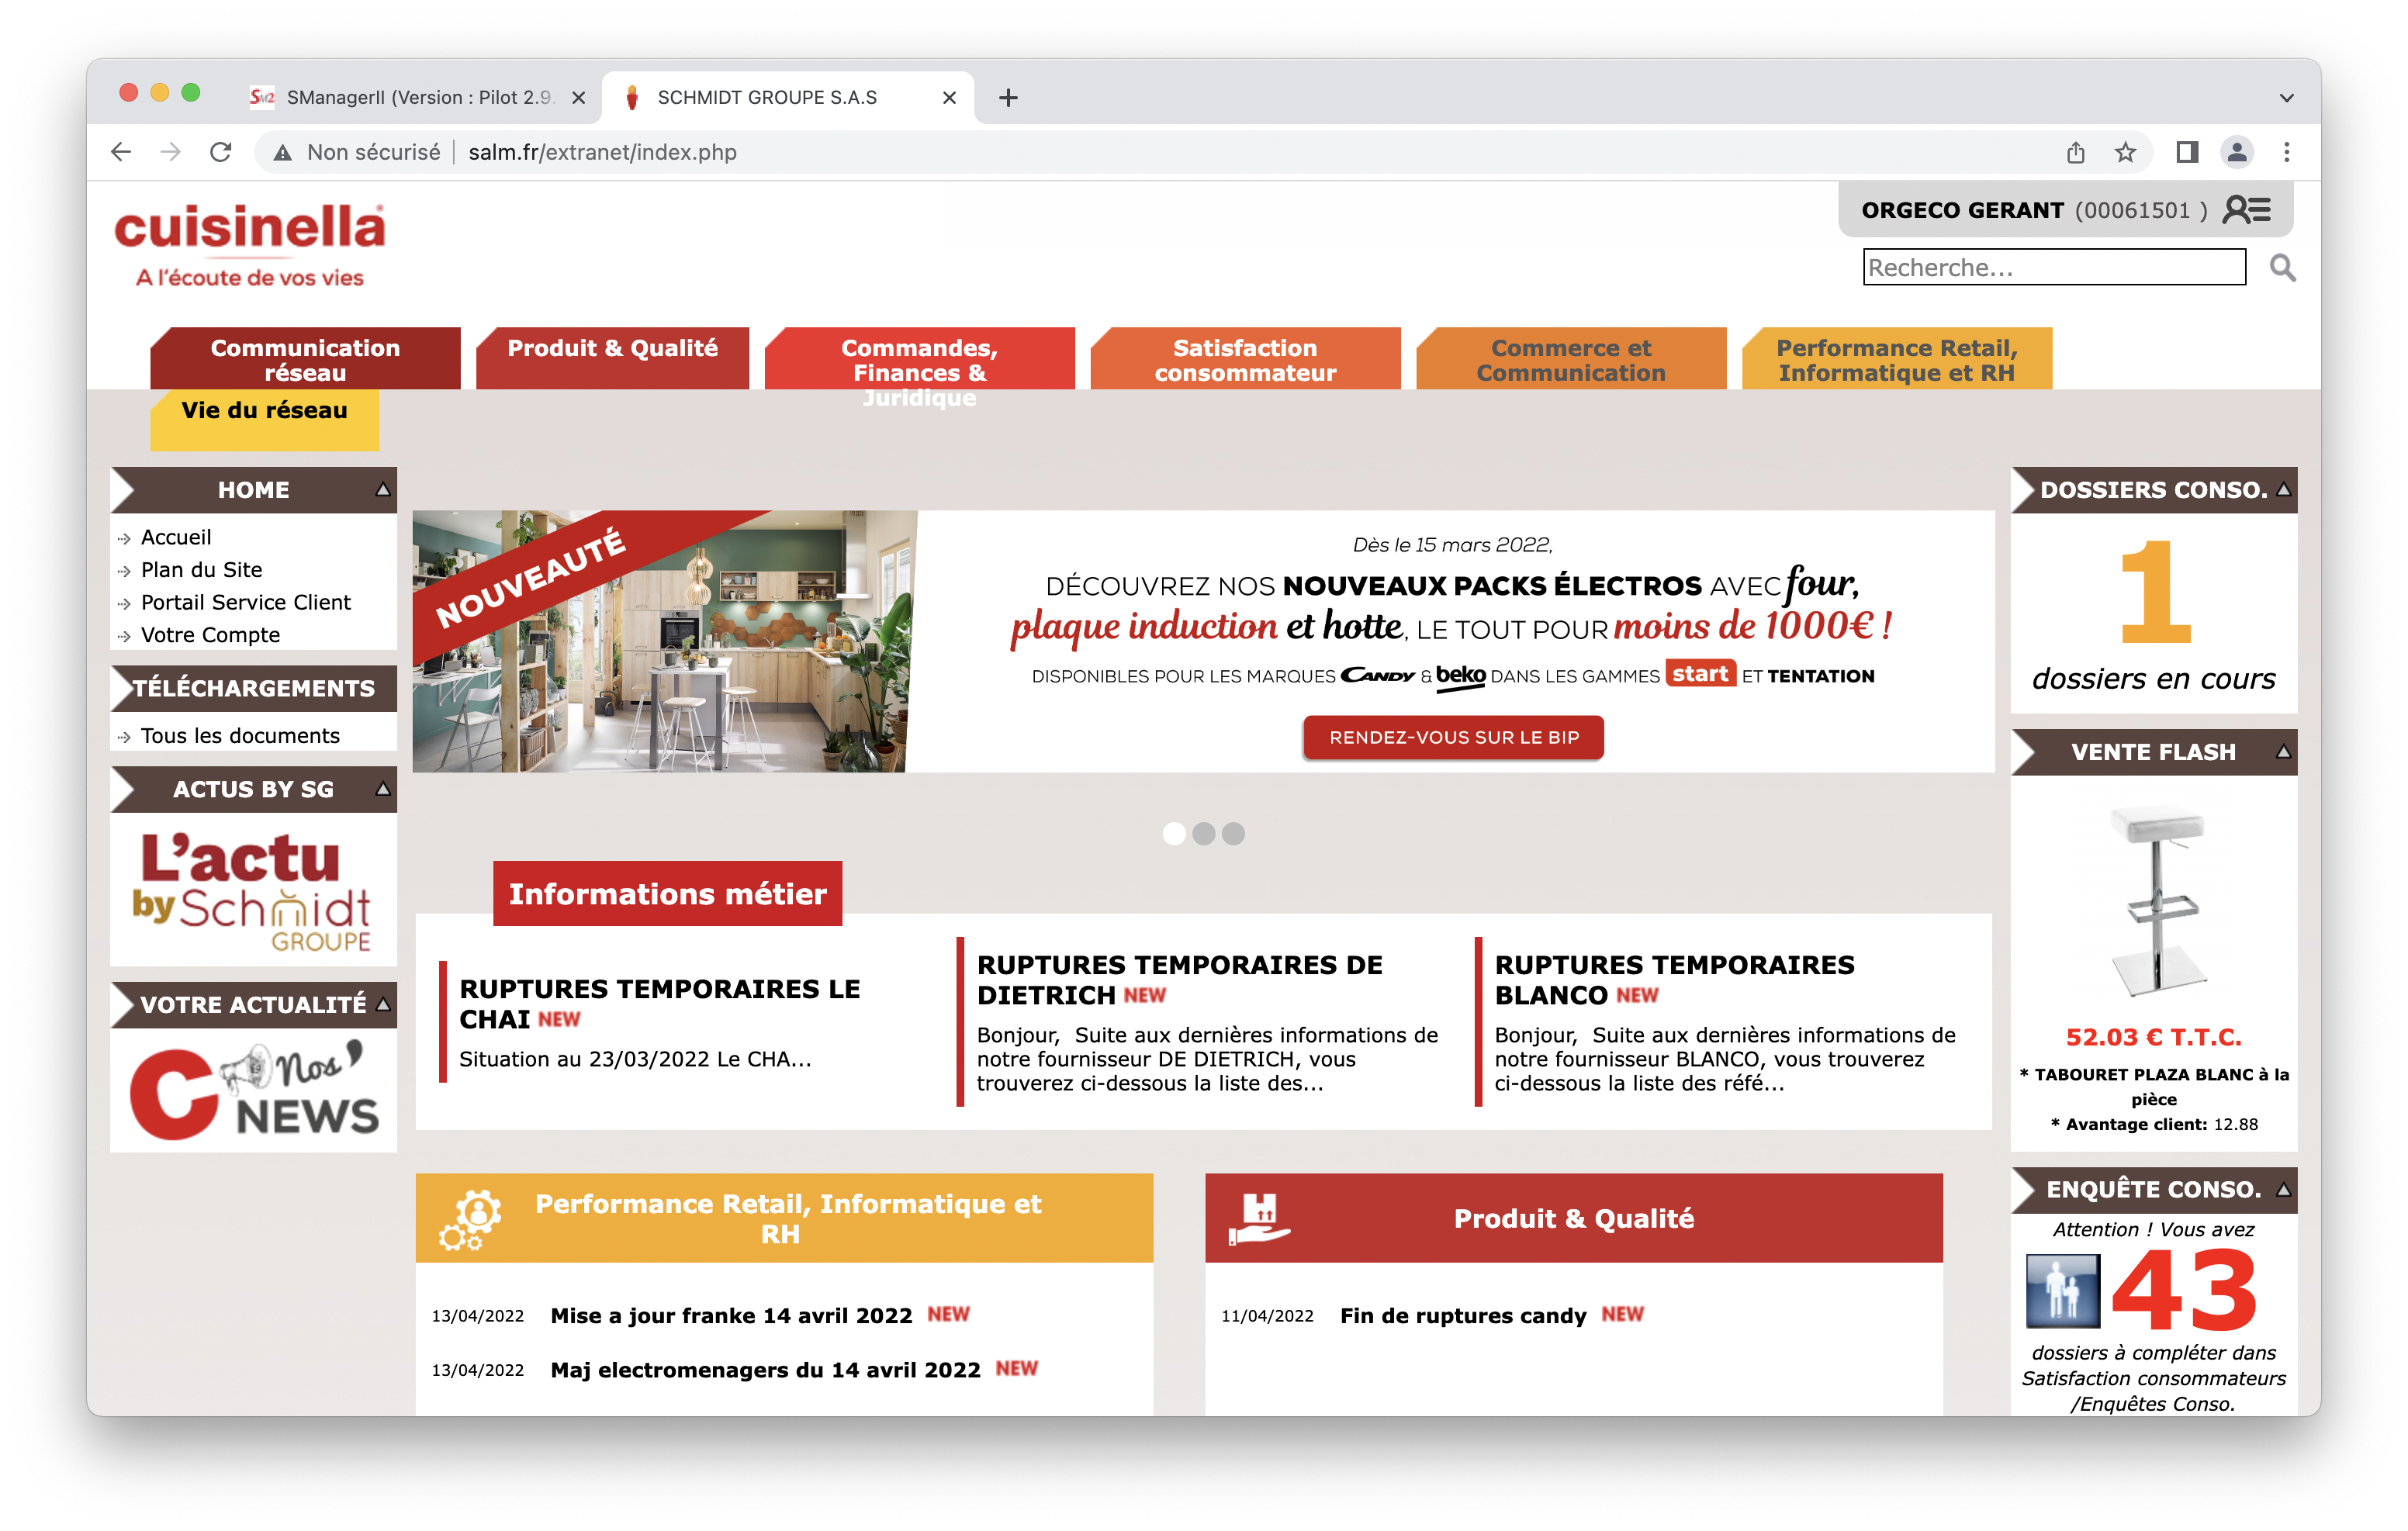 SManagerII (Version : Pilot 2.9.
SCHMIDT GROUPE S.A.S
Non sécurisé
salm.fr/extranet/index.php
cuisinella
A l'écoute de vos vies
ORGECO GERANT (00061501 )
Recherche...
Communication
réseau
Produit & Qualité
Commandes,
Finances &
Juridique
Satisfaction
consommateur
Commerce et
Communication
Performance Retail,
Informatique et RH
Vie du réseau
HOME
Accueil
Plan du Site
Portail Service Client
Votre Compte
TÉLÉCHARGEMENTS
Tous les documents
ACTUS BY SG
L'actu
by Schmidt
GROUPE
VOTRE ACTUALITÉ
C Nos'
NEWS
NOUVEAUTÉ
Dès le 15 mars 2022,
DÉCOUVREZ NOS NOUVEAUX PACKS ÉLECTROS AVEC four,
plaque induction et hotte, LE TOUT POUR moins de 1000€ !
DISPONIBLES POUR LES MARQUES CANDY & beko DANS LES GAMMES start ET TENTATION
RENDEZ-VOUS SUR LE BIP
Informations métier
RUPTURES TEMPORAIRES LE
CHAI NEW
Situation au 23/03/2022 Le CHA...
RUPTURES TEMPORAIRES DE
DIETRICH NEW
Bonjour,  Suite aux dernières informations de
notre fournisseur DE DIETRICH, vous
trouverez ci-dessous la liste des...
RUPTURES TEMPORAIRES
BLANCO NEW
Bonjour,  Suite aux dernières informations de
notre fournisseur BLANCO, vous trouverez
ci-dessous la liste des réfé...
Performance Retail, Informatique et
RH
13/04/2022 Mise a jour franke 14 avril 2022 NEW
13/04/2022 Maj electromenagers du 14 avril 2022 NEW
Produit & Qualité
11/04/2022 Fin de ruptures candy NEW
DOSSIERS CONSO.
1
dossiers en cours
VENTE FLASH
52.03 € T.T.C.
* TABOURET PLAZA BLANC à la
pièce
* Avantage client: 12.88
ENQUÊTE CONSO.
Attention ! Vous avez
43
dossiers à compléter dans
Satisfaction consommateurs
/Enquêtes Conso.